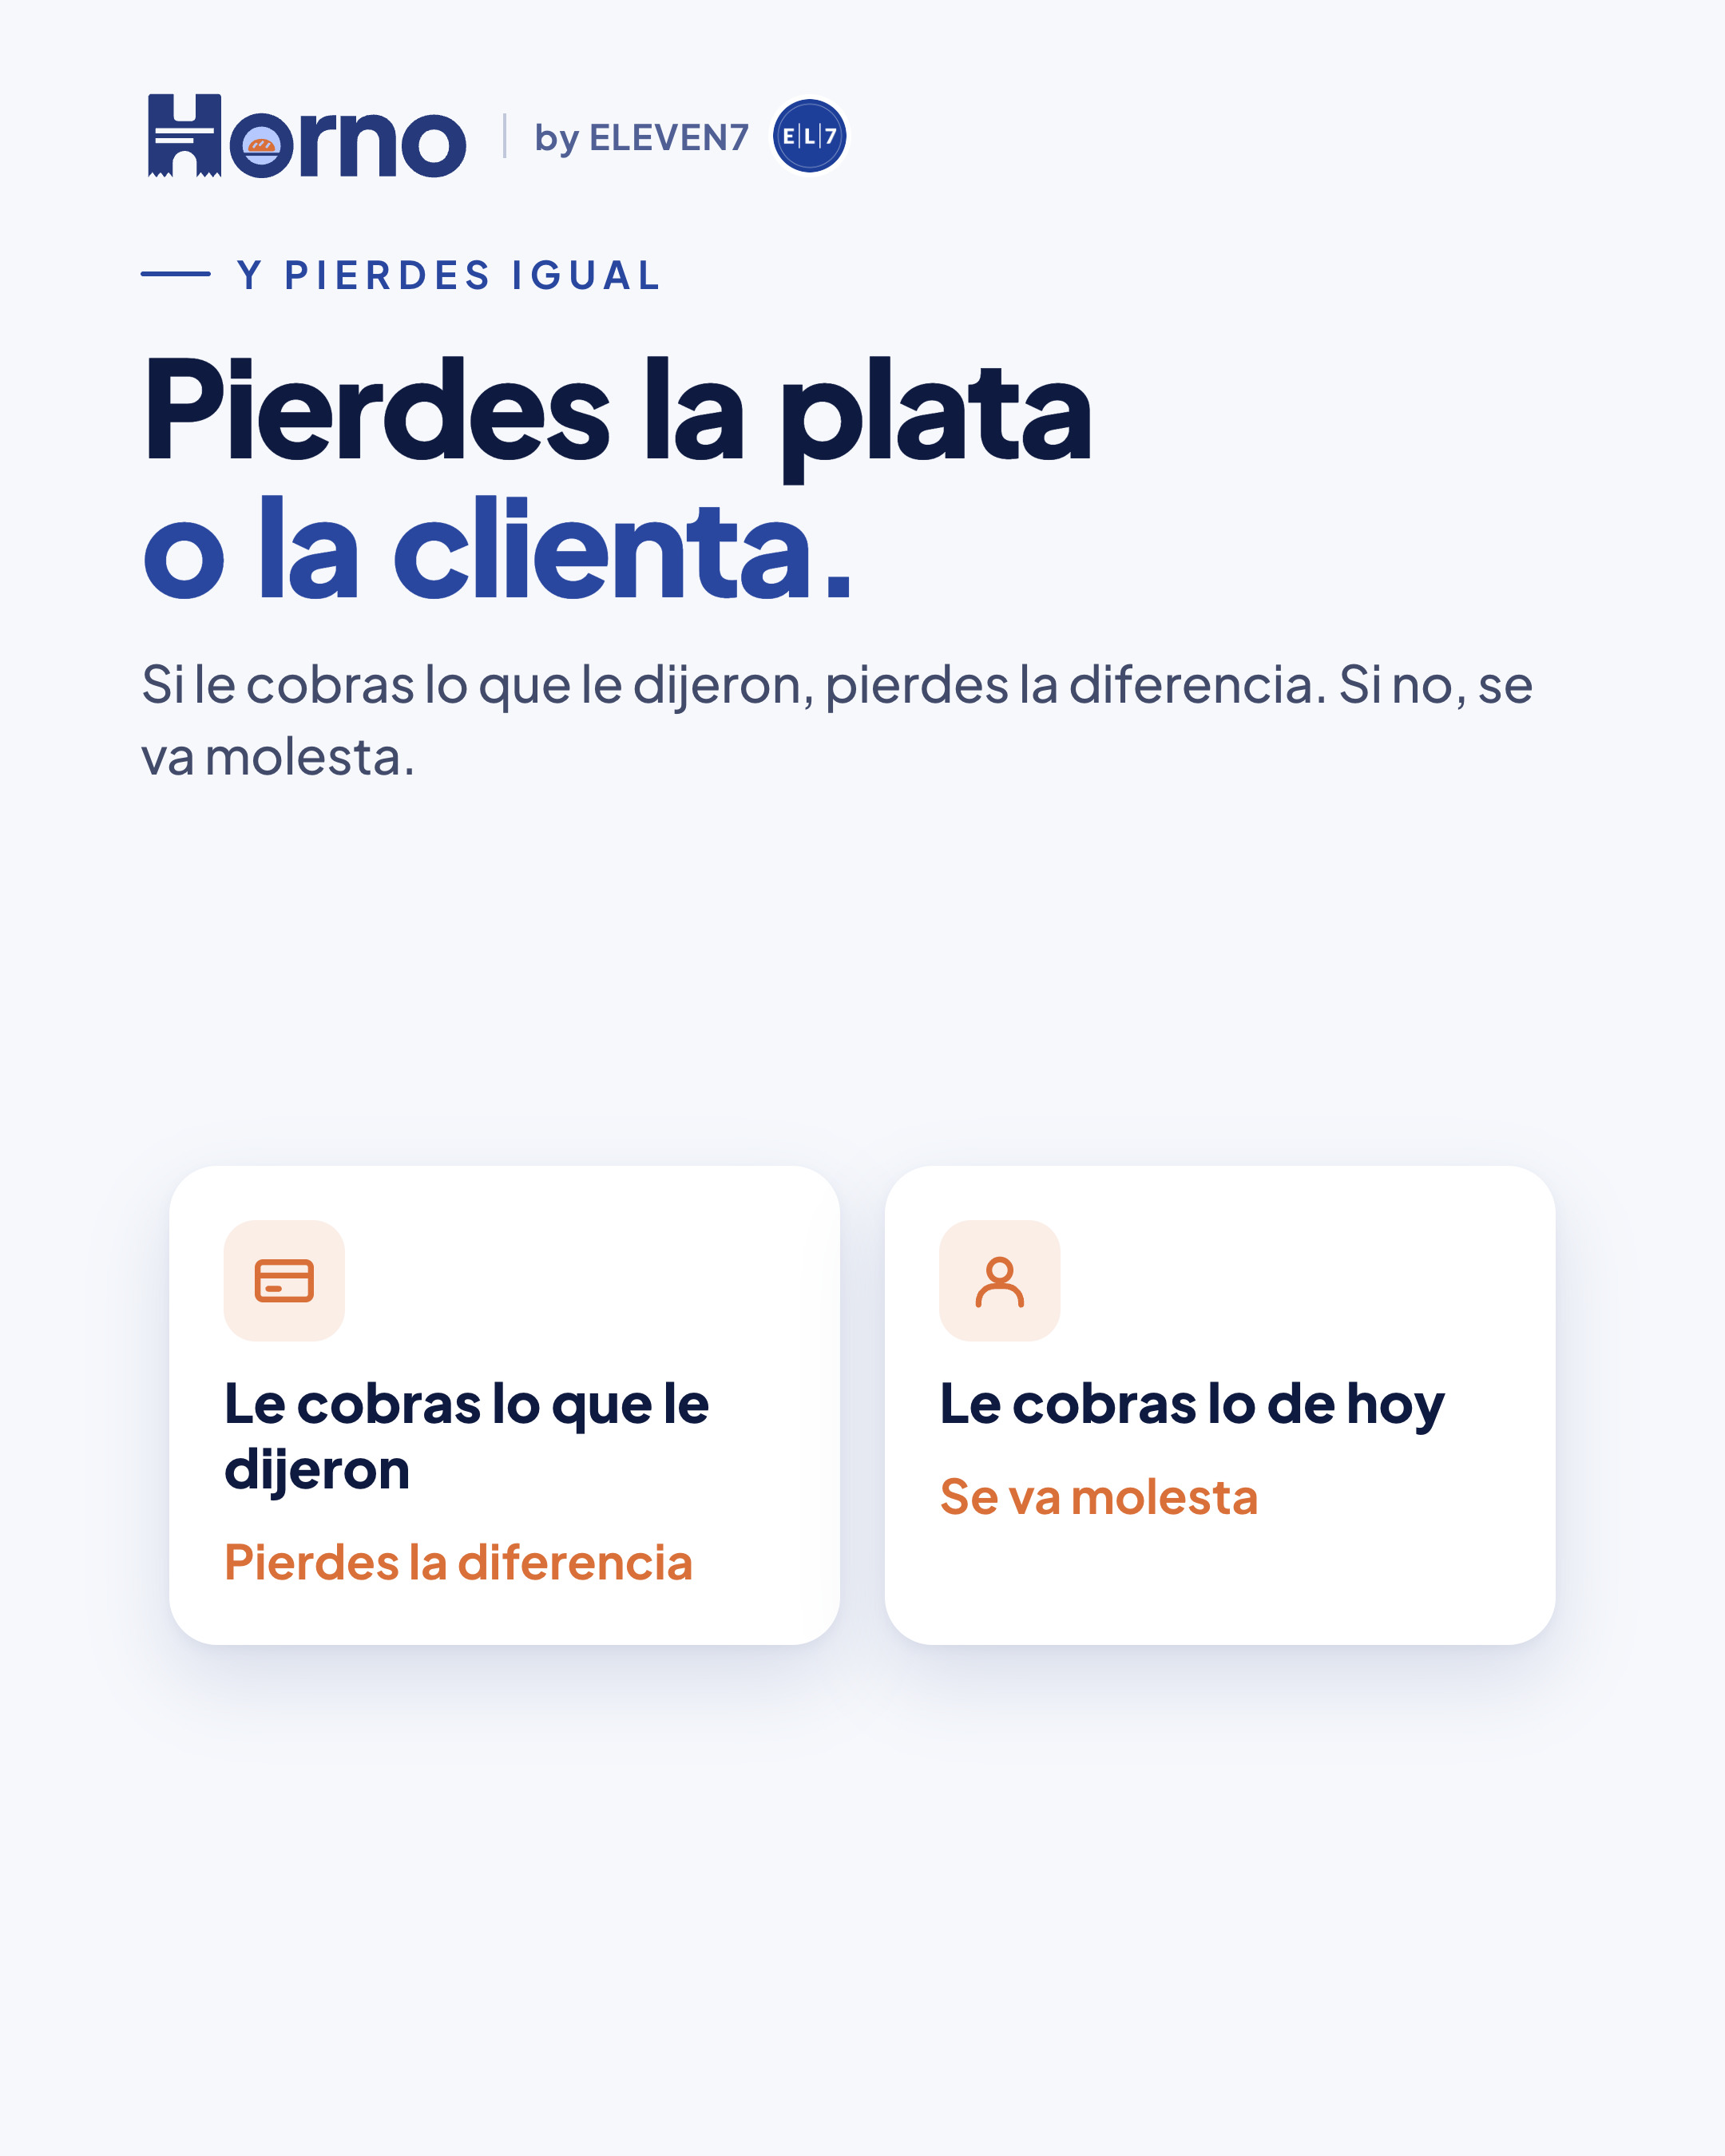 Horno by ELEVEN7 E|L|7
Y PIERDES IGUAL
Pierdes la plata
o la clienta.
Si le cobras lo que le dijeron, pierdes la diferencia. Si no, se
va molesta.
Le cobras lo que le
dijeron
Pierdes la diferencia
Le cobras lo de hoy
Se va molesta